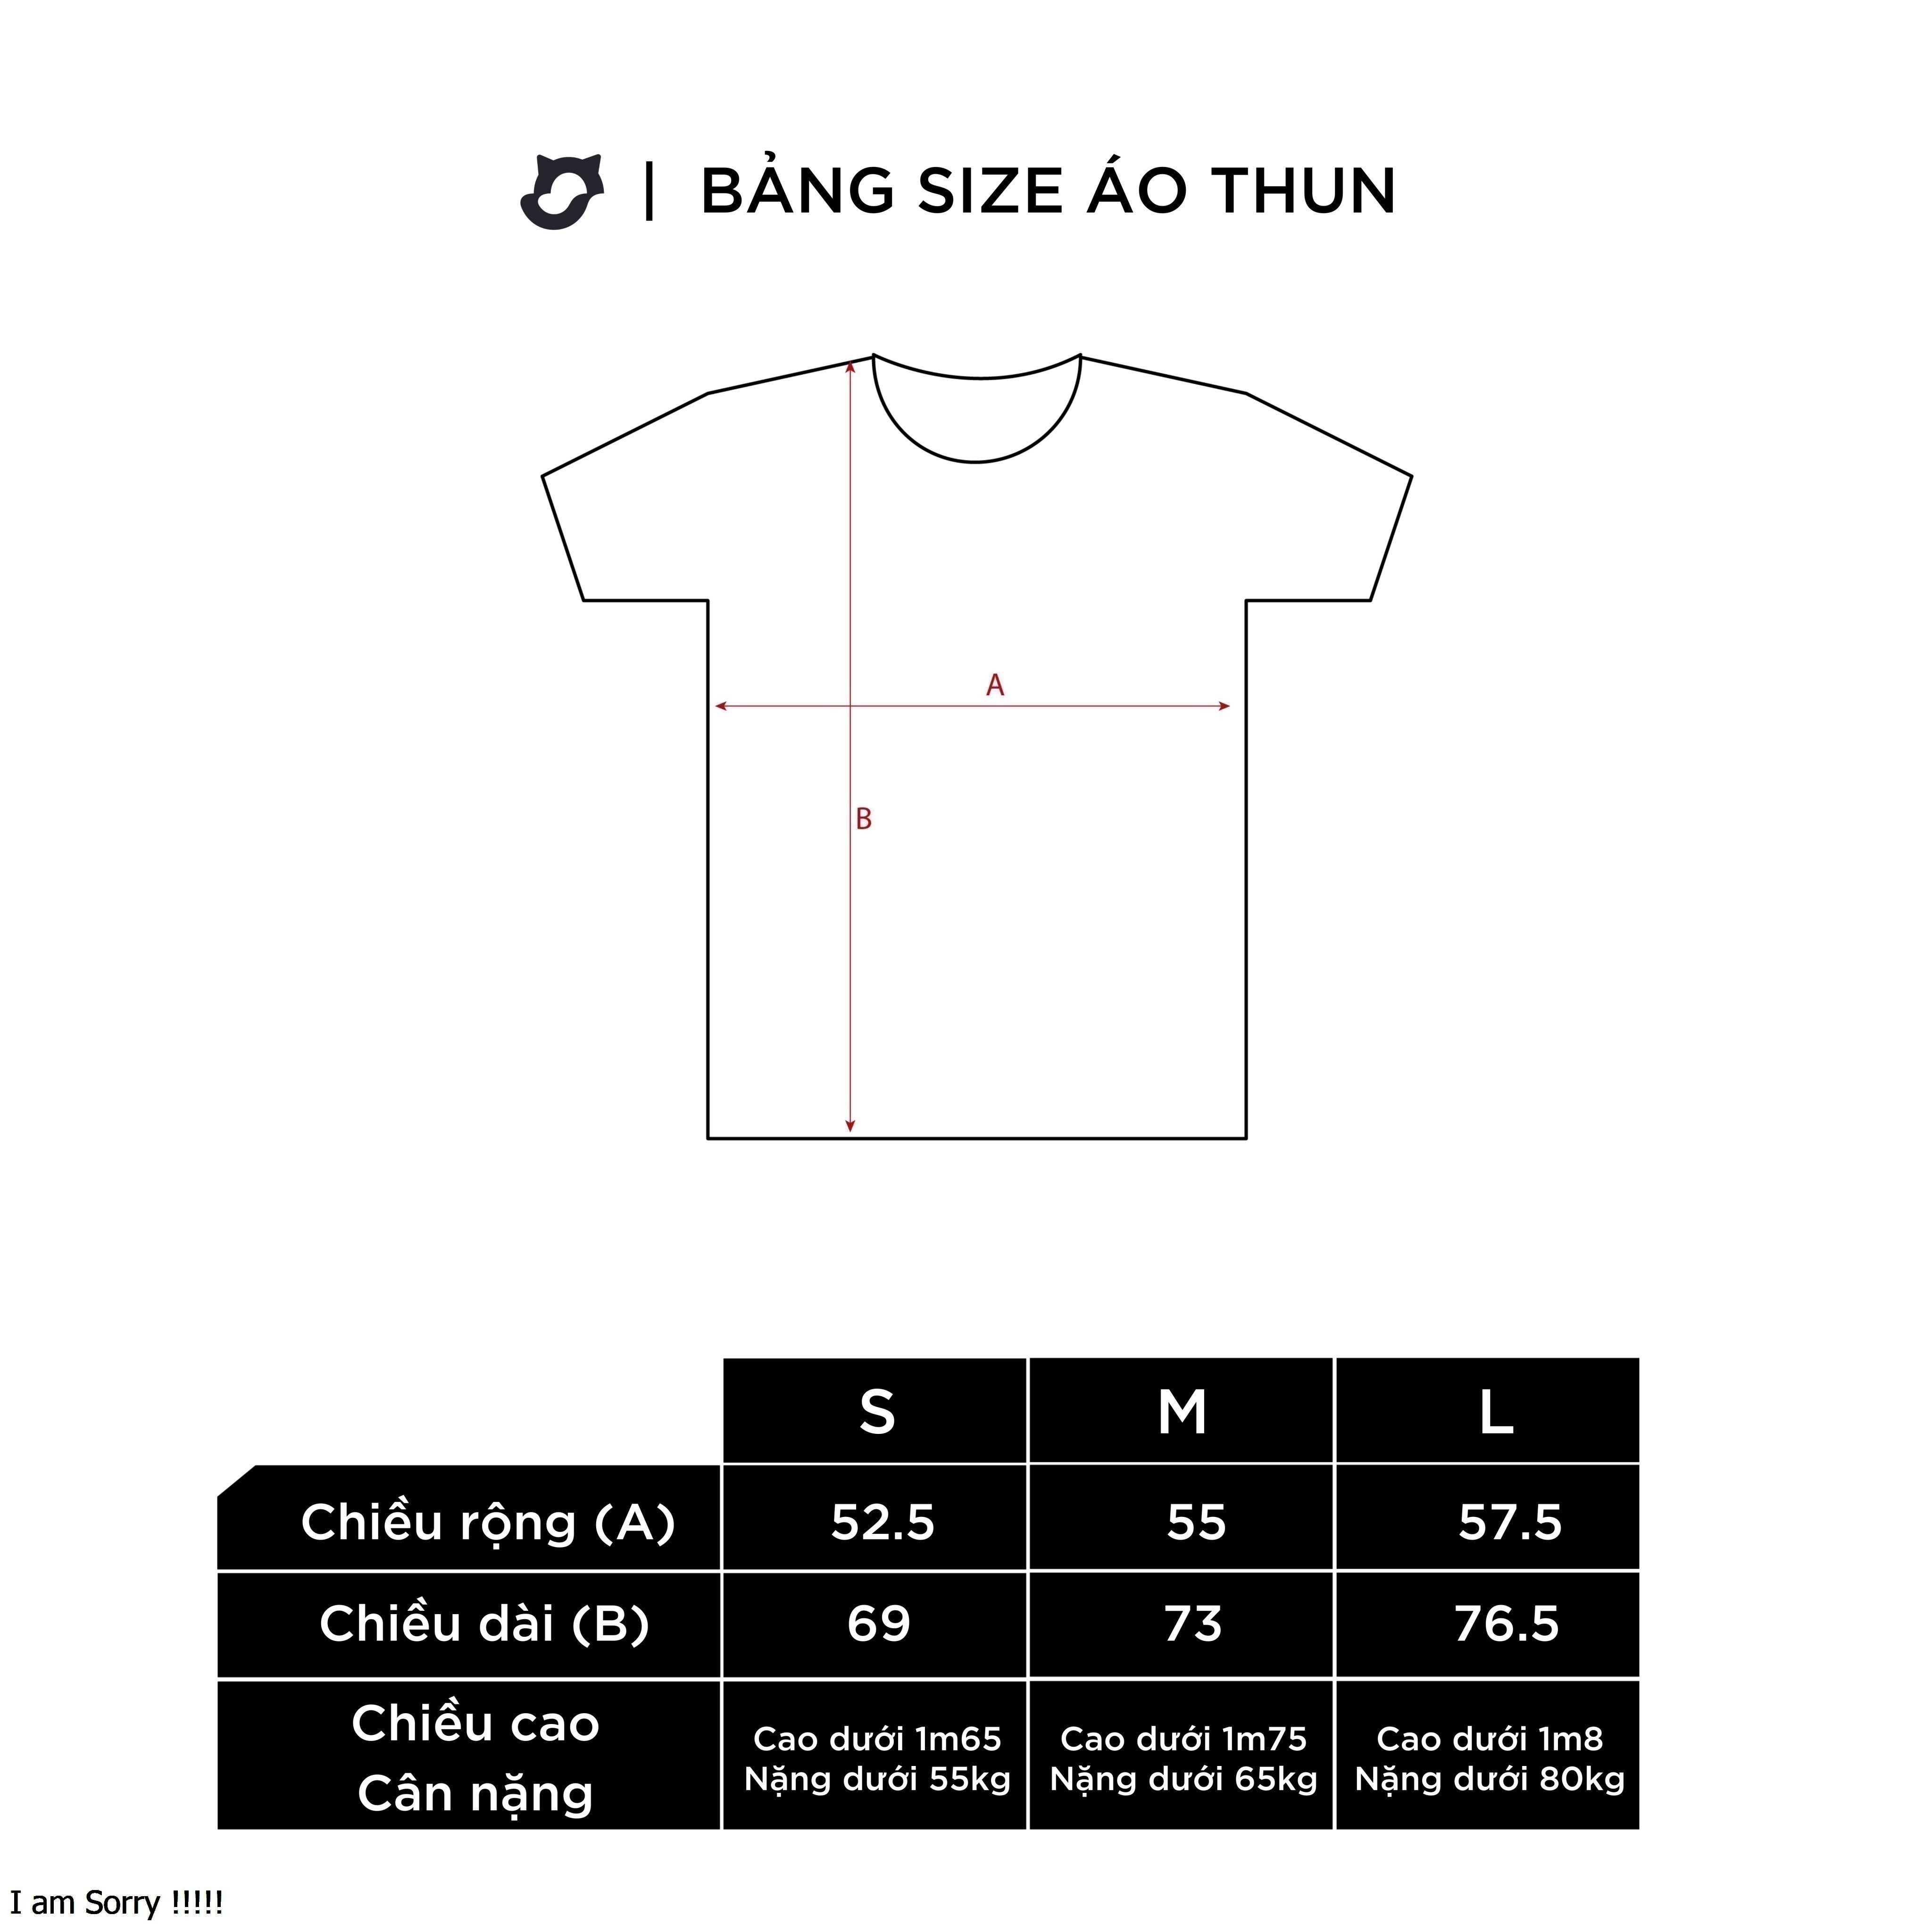 BẢNG SIZE ÁO THUN
A
B
S M L
Chiều rộng (A) 52.5 55 57.5
Chiều dài (B) 69 73 76.5
Chiều cao
Cân nặng
Cao dưới 1m65
Nặng dưới 55kg
Cao dưới 1m75
Nặng dưới 65kg
Cao dưới 1m8
Nặng dưới 80kg
I am Sorry !!!!!